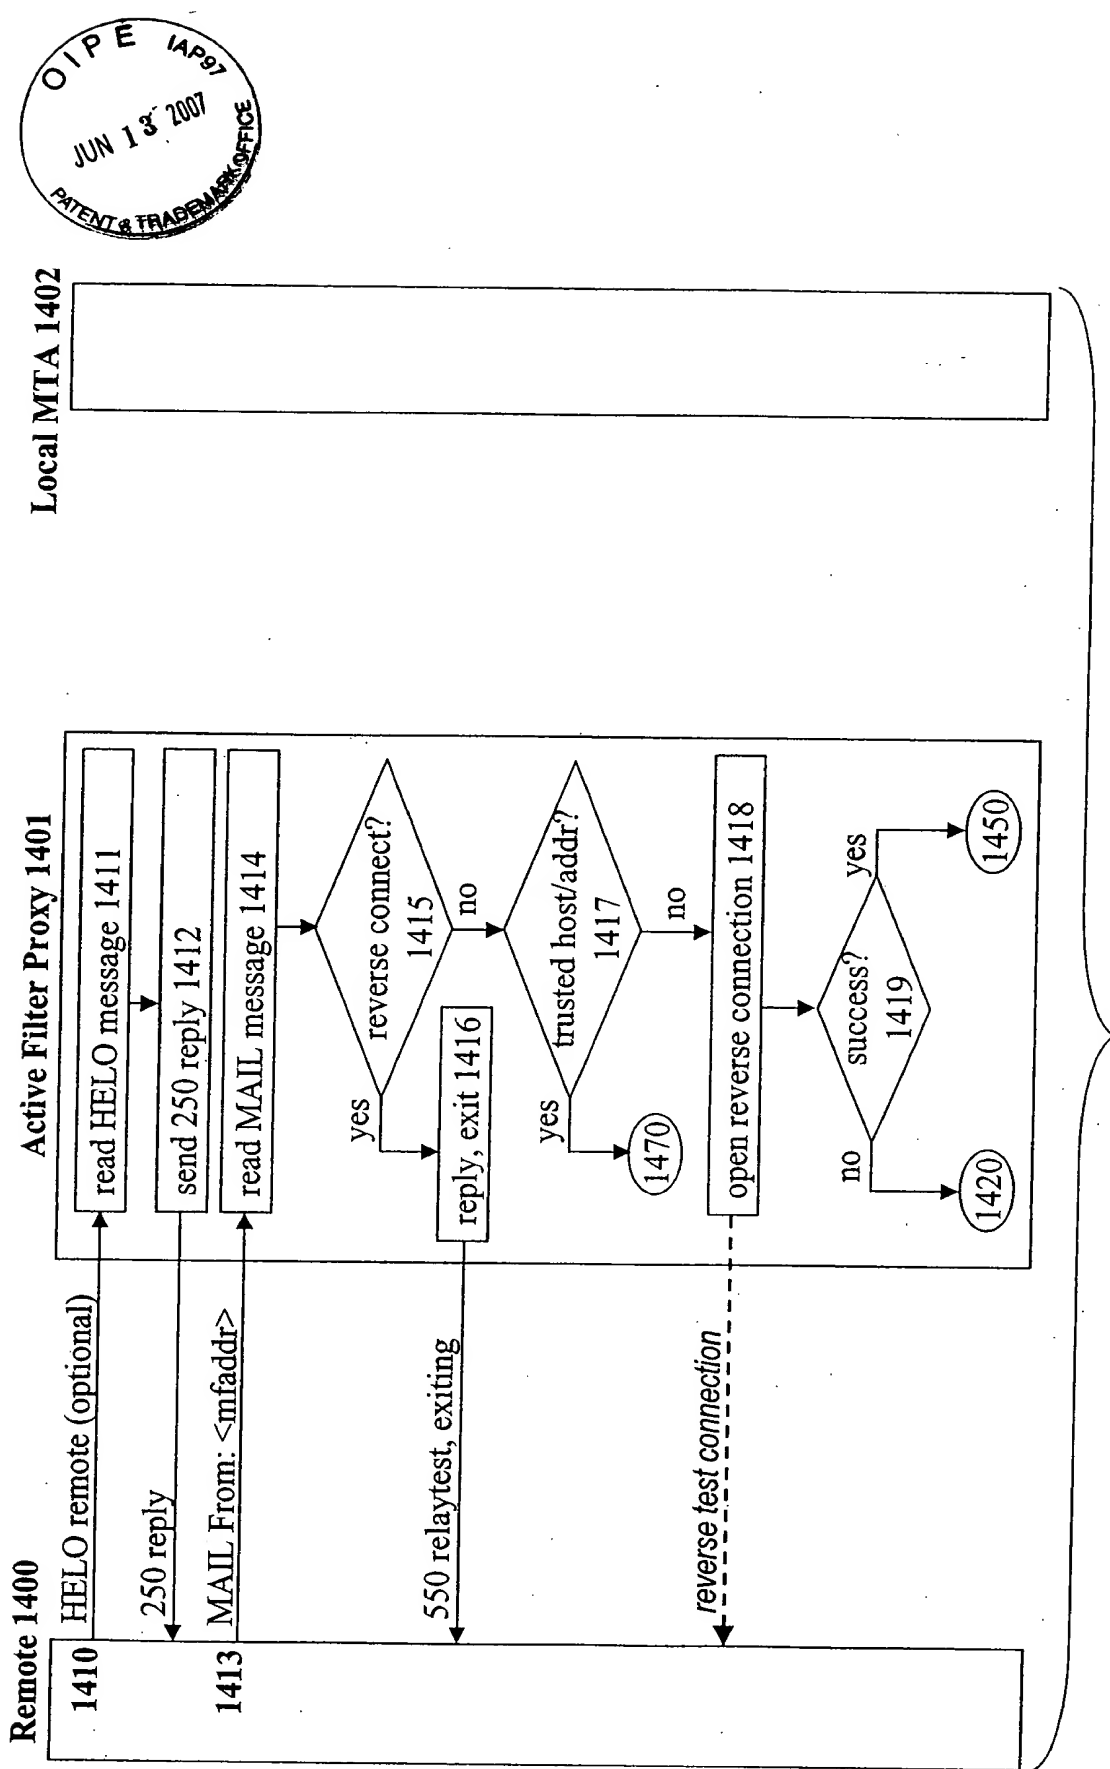 OIPE IAP97
JUN 13 2007
PATENT & TRADEMARK OFFICE
Remote 1400
Active Filter Proxy 1401
Local MTA 1402
1410
HELO remote (optional)
read HELO message 1411
250 reply
send 250 reply 1412
1413
MAIL From: <mfaddr>
read MAIL message 1414
reverse connect?
1415
yes
no
550 relaytest, exiting
reply, exit 1416
trusted host/addr?
1417
yes
no
1470
reverse test connection
open reverse connection 1418
success?
1419
no
yes
1420
1450